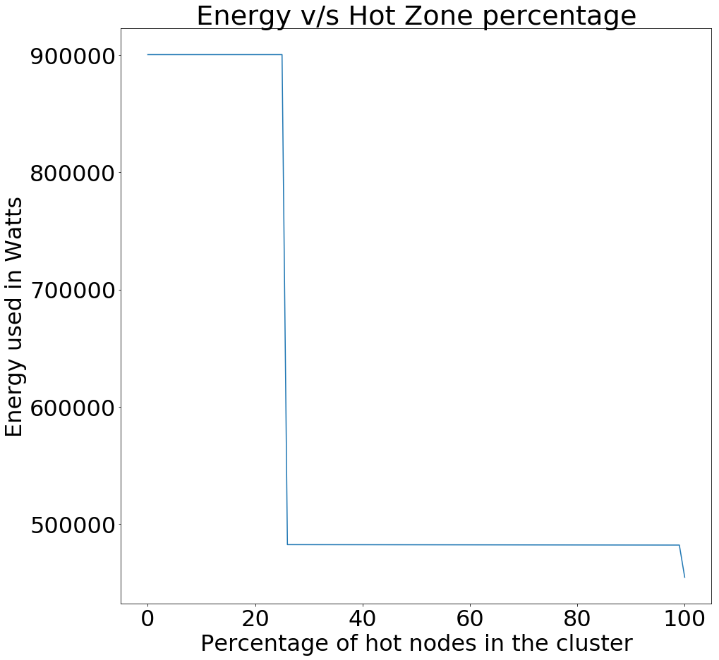 Energy v/s Hot Zone percentage
900000
800000
700000
600000
500000
Energy used in Watts
0 20 40 60 80 100
Percentage of hot nodes in the cluster